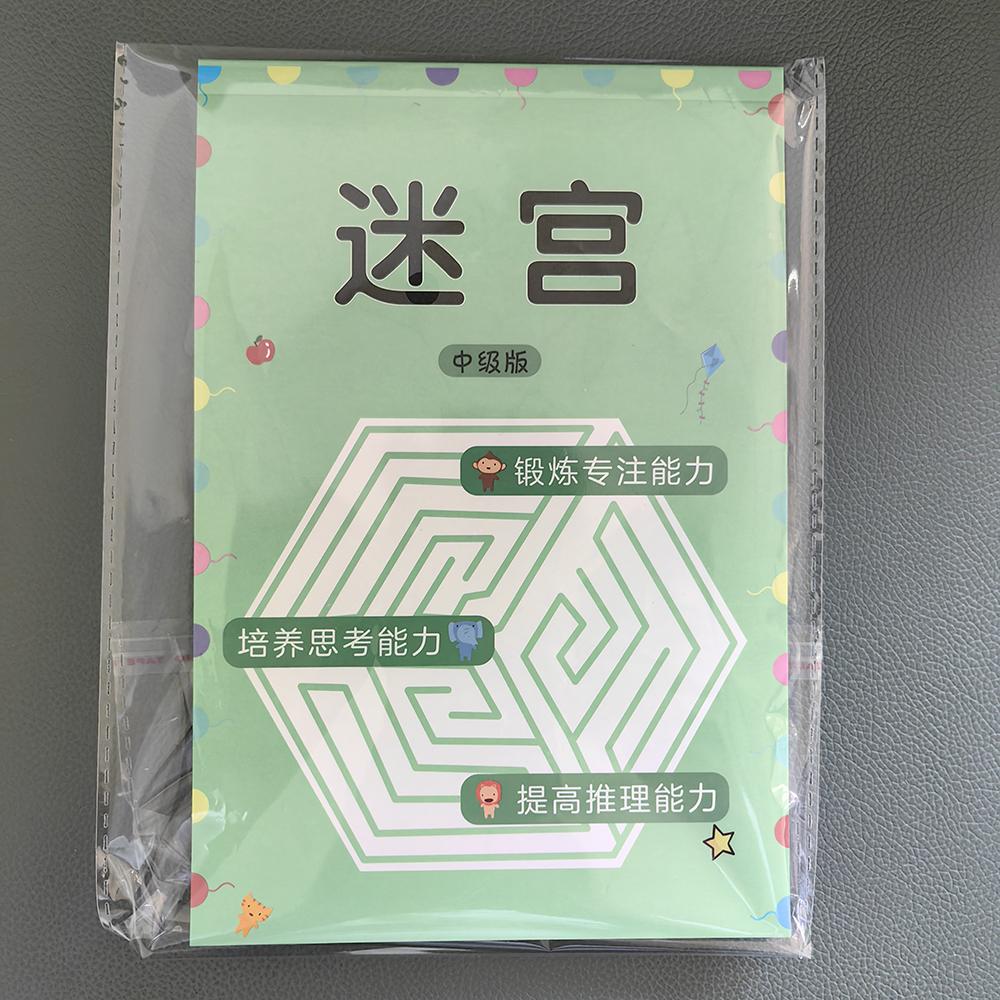 迷宫
中级版
锻炼专注能力
培养思考能力
提高推理能力
TAPE